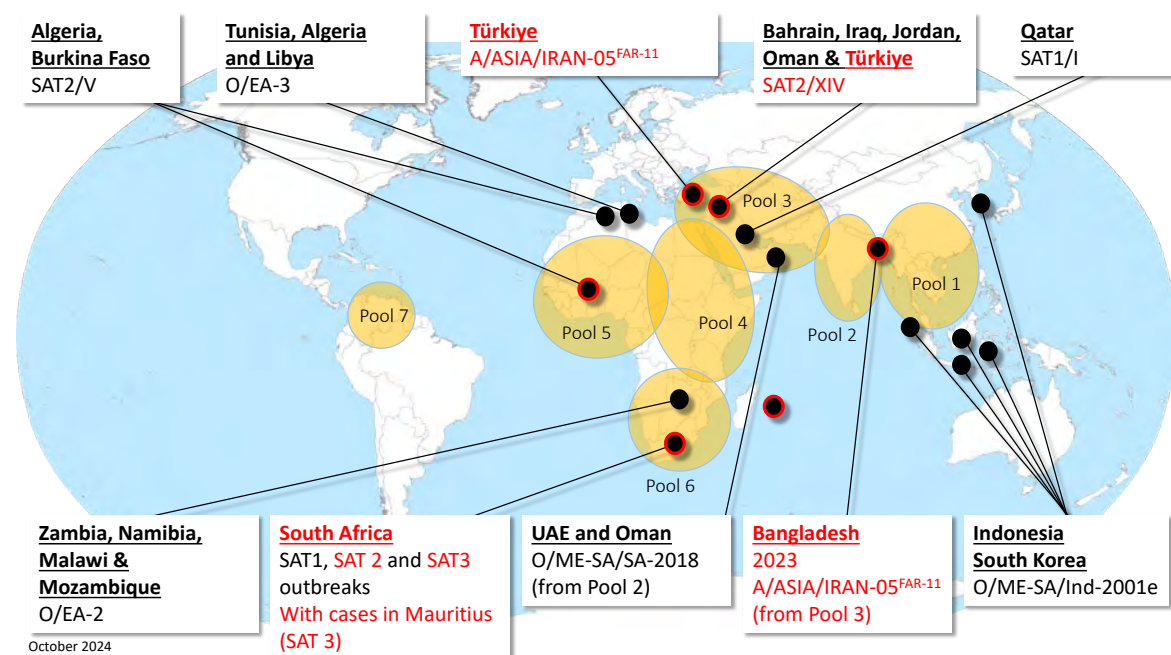 Algeria,
Burkina Faso
SAT2/V
Tunisia, Algeria
and Libya
O/EA-3
Türkiye
A/ASIA/IRAN-05FAR-11
Bahrain, Iraq, Jordan,
Oman & Türkiye
SAT2/XIV
Qatar
SAT1/I
Pool 3
Pool 1
Pool 7
Pool 5
Pool 4
Pool 2
Pool 6
Zambia, Namibia,
Malawi &
Mozambique
O/EA-2
South Africa
SAT1, SAT 2 and SAT3
outbreaks
With cases in Mauritius
(SAT 3)
UAE and Oman
O/ME-SA/SA-2018
(from Pool 2)
Bangladesh
2023
A/ASIA/IRAN-05FAR-11
(from Pool 3)
Indonesia
South Korea
O/ME-SA/Ind-2001e
October 2024